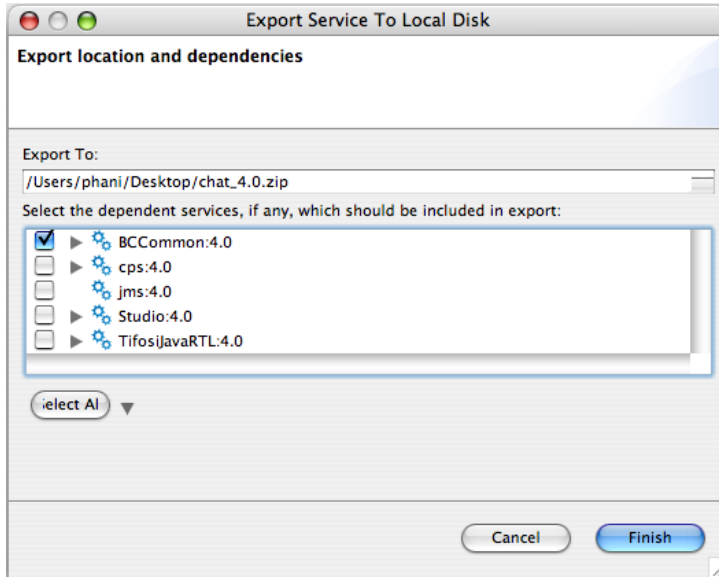 Export Service To Local Disk
Export location and dependencies
Export To:
/Users/phani/Desktop/chat_4.0.zip
Select the dependent services, if any, which should be included in export:
BCCommon:4.0
cps:4.0
jms:4.0
Studio:4.0
TifosiJavaRTL:4.0
elect Al
Cancel
Finish